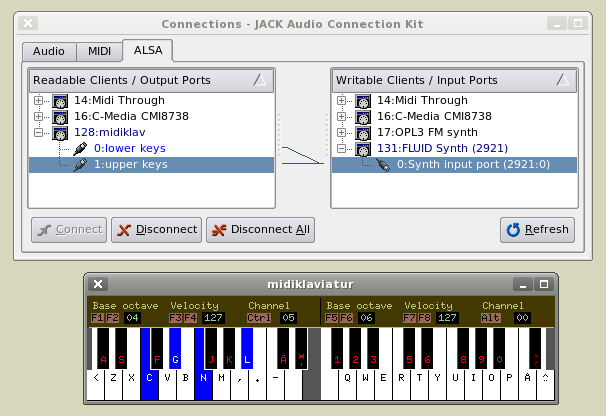 Connections - JACK Audio Connection Kit
Audio MIDI ALSA
Readable Clients / Output Ports
14:Midi Through
16:C-Media CMI8738
128:midiklav
0:lower keys
1:upper keys
Writable Clients / Input Ports
14:Midi Through
16:C-Media CMI8738
17:OPL3 FM synth
131:FLUID Synth (2921)
0:Synth input port (2921:0)
Connect Disconnect Disconnect All Refresh
midiklaviatur
Base octave Velocity Channel Base octave Velocity Channel
F1 F2 04 F3 F4 127 Ctrl 05 F5 F6 06 F7 F8 127 Alt 00
A S F G J K L Ä 1 2 3 5 6 8 9 0
< Z X C V B N M , . - Q W E R T Y U I O P Å ^